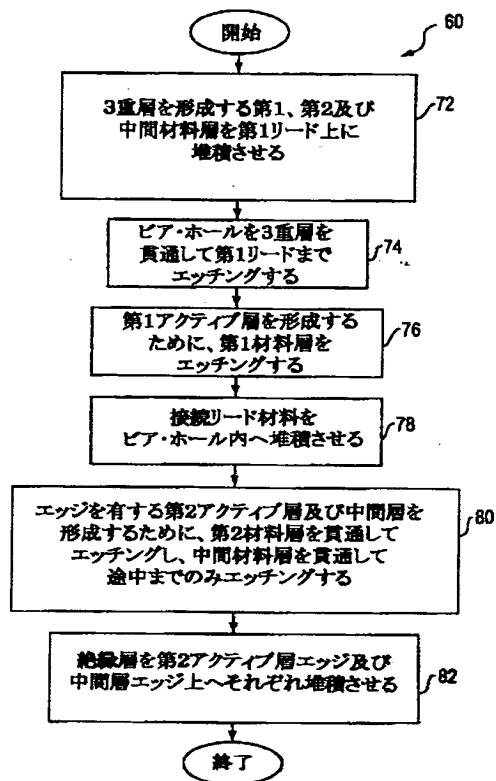 開始
60
3重層を形成する第1、第2及び
中間材料層を第1リード上に
堆積させる
72
ビア・ホールを3重層を
貫通して第1リードまで
エッチングする
74
第1アクティブ層を形成する
ために、第1材料層を
エッチングする
76
接続リード材料を
ビア・ホール内へ堆積させる
78
エッジを有する第2アクティブ層及び中間層を
形成するために、第2材料層を貫通して
エッチングし、中間材料層を貫通して
途中までのみエッチングする
80
絶縁層を第2アクティブ層エッジ及び
中間層エッジ上へそれぞれ堆積させる
82
終了